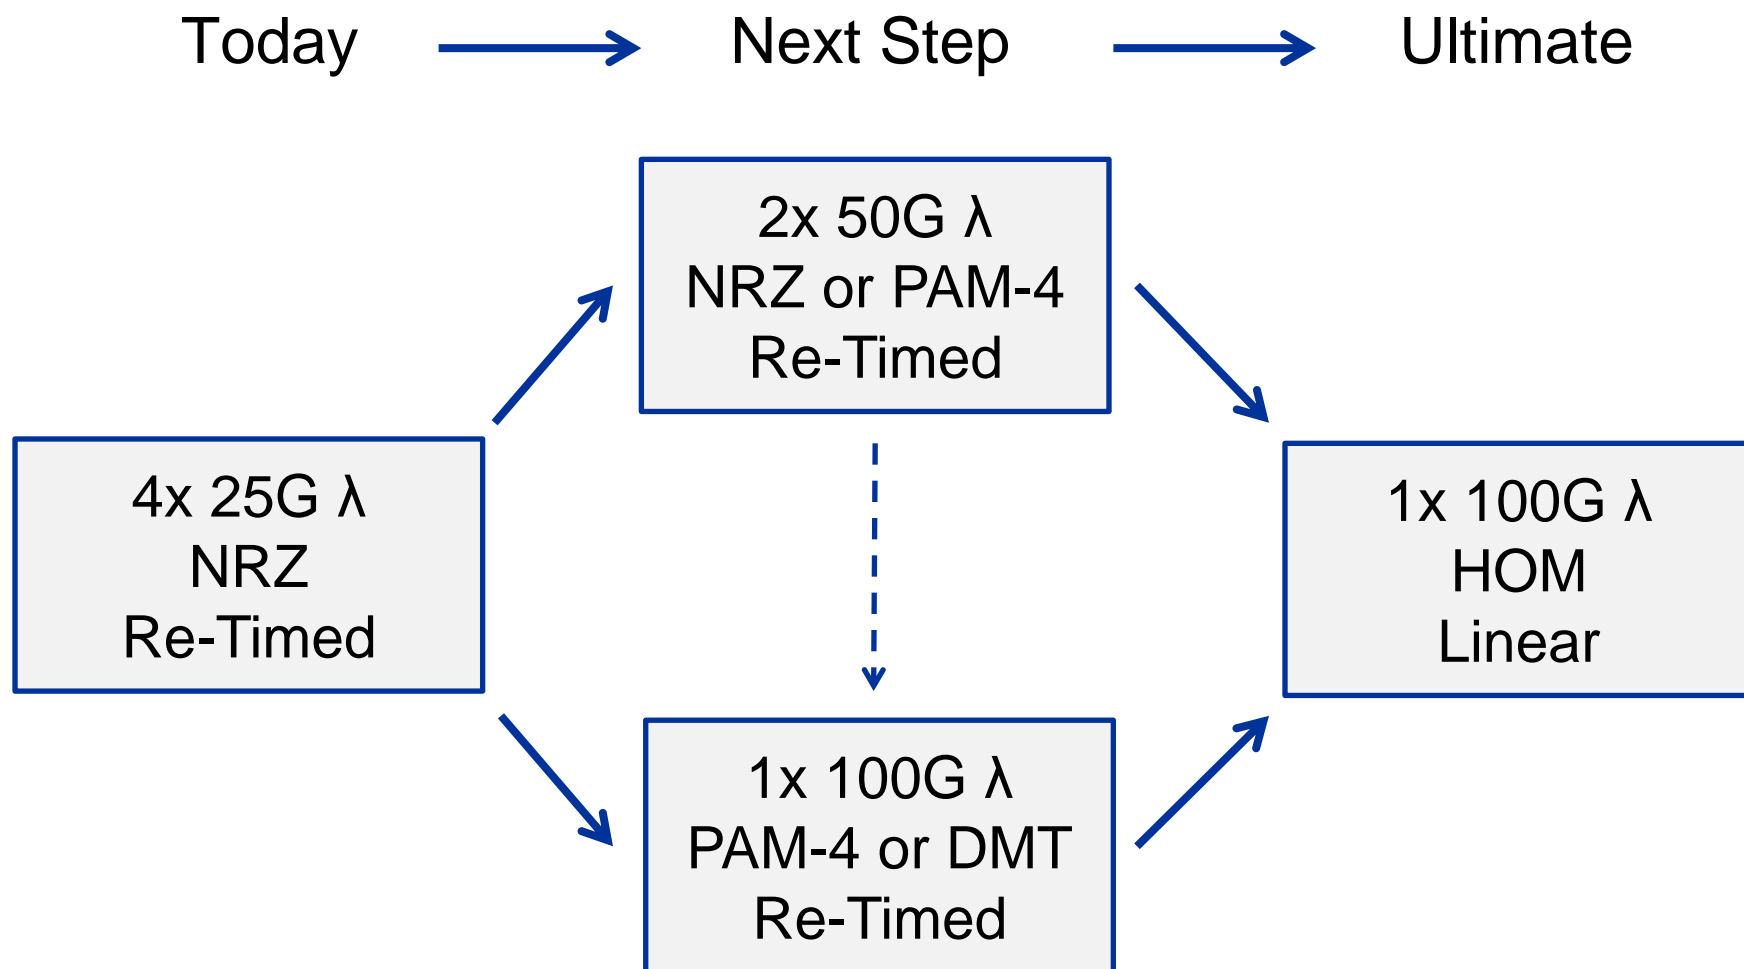 Today
Next Step
Ultimate
2x 50G λ
NRZ or PAM-4
Re-Timed
4x 25G λ
NRZ
Re-Timed
1x 100G λ
HOM
Linear
1x 100G λ
PAM-4 or DMT
Re-Timed